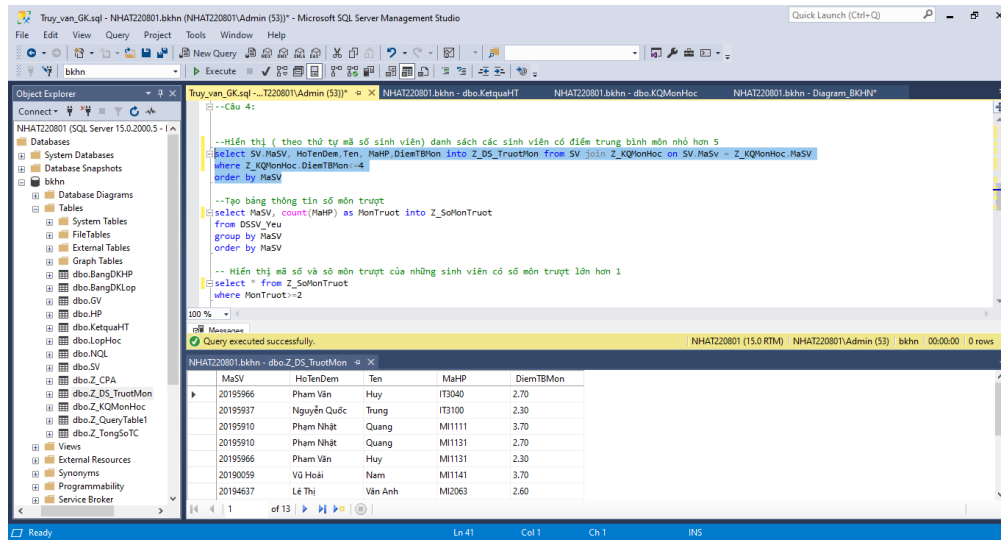 Truy_van_GK.sql - NHAT220801.bkhn (NHAT220801\Admin (53))* - Microsoft SQL Server Management Studio
Quick Launch (Ctrl+Q)
File Edit View Query Project Tools Window Help
New Query
bkhn
Execute
Object Explorer
Connect
NHAT220801 (SQL Server 15.0.2000.5 - 
Databases
System Databases
Database Snapshots
bkhn
Database Diagrams
Tables
System Tables
FileTables
External Tables
Graph Tables
dbo.BangDKHP
dbo.BangDKLop
dbo.GV
dbo.HP
dbo.KetquaHT
dbo.LopHoc
dbo.NQL
dbo.SV
dbo.Z_CPA
dbo.Z_DS_TruotMon
dbo.Z_KQMonHoc
dbo.Z_QueryTable1
dbo.Z_TongSoTC
Views
External Resources
Synonyms
Programmability
Service Broker
Truy_van_GK.sql -...T220801\Admin (53))*
NHAT220801.bkhn - dbo.KetquaHT
NHAT220801.bkhn - dbo.KQMonHoc
NHAT220801.bkhn - Diagram_BKHN*
--Câu 4:
--Hiển thị ( theo thứ tự mã số sinh viên) danh sách các sinh viên có điểm trung bình môn nhỏ hơn 5
select SV.MaSV, HoTenDem,Ten, MaHP,DiemTBMon into Z_DS_TruotMon from SV join Z_KQMonHoc on SV.MaSv = Z_KQMonHoc.MaSV
where Z_KQMonHoc.DiemTBMon<=4
order by MaSV
--Tạo bảng thông tin số môn trượt
select MaSV, count(MaHP) as MonTruot into Z_SoMonTruot
from DSSV_Yeu
group by MaSV
order by MaSV
-- Hiển thị mã số và sô môn trượt của những sinh viên có số môn trượt lớn hơn 1
select * from Z_SoMonTruot
where MonTruot>=2
100 %
Messages
Query executed successfully.
NHAT220801 (15.0 RTM) NHAT220801\Admin (53) bkhn 00:00:00 0 rows
NHAT220801.bkhn - dbo.Z_DS_TruotMon
MaSV HoTenDem Ten MaHP DiemTBMon
20195966 Phạm Văn Huy IT3040 2.70
20195937 Nguyễn Quốc Trung IT3100 2.30
20195910 Phạm Nhật Quang MI1111 3.70
20195910 Phạm Nhật Quang MI1131 2.70
20195966 Phạm Văn Huy MI1131 2.30
20190059 Vũ Hoài Nam MI1141 3.70
20194637 Lê Thị Vân Anh MI2063 2.60
1 of 13
Ready
Ln 41 Col 1 Ch 1 INS